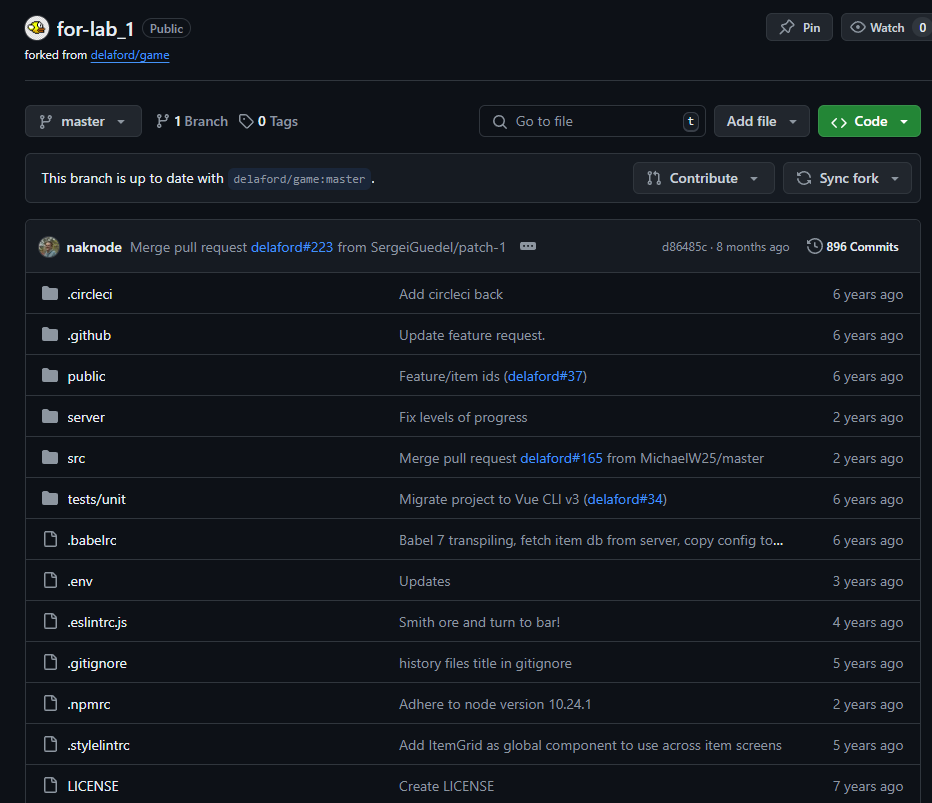 for-lab_1 Public Pin Watch 0
forked from delaford/game
master 1 Branch 0 Tags Go to file t Add file Code
This branch is up to date with delaford/game:master . Contribute Sync fork
naknode Merge pull request delaford#223 from SergeiGuedel/patch-1 d86485c · 8 months ago 896 Commits
.circleci Add circleci back 6 years ago
.github Update feature request. 6 years ago
public Feature/item ids (delaford#37) 6 years ago
server Fix levels of progress 2 years ago
src Merge pull request delaford#165 from MichaelW25/master 2 years ago
tests/unit Migrate project to Vue CLI v3 (delaford#34) 6 years ago
.babelrc Babel 7 transpiling, fetch item db from server, copy config to... 6 years ago
.env Updates 3 years ago
.eslintrc.js Smith ore and turn to bar! 4 years ago
.gitignore history files title in gitignore 5 years ago
.npmrc Adhere to node version 10.24.1 2 years ago
.stylelintrc Add ItemGrid as global component to use across item screens 5 years ago
LICENSE Create LICENSE 7 years ago